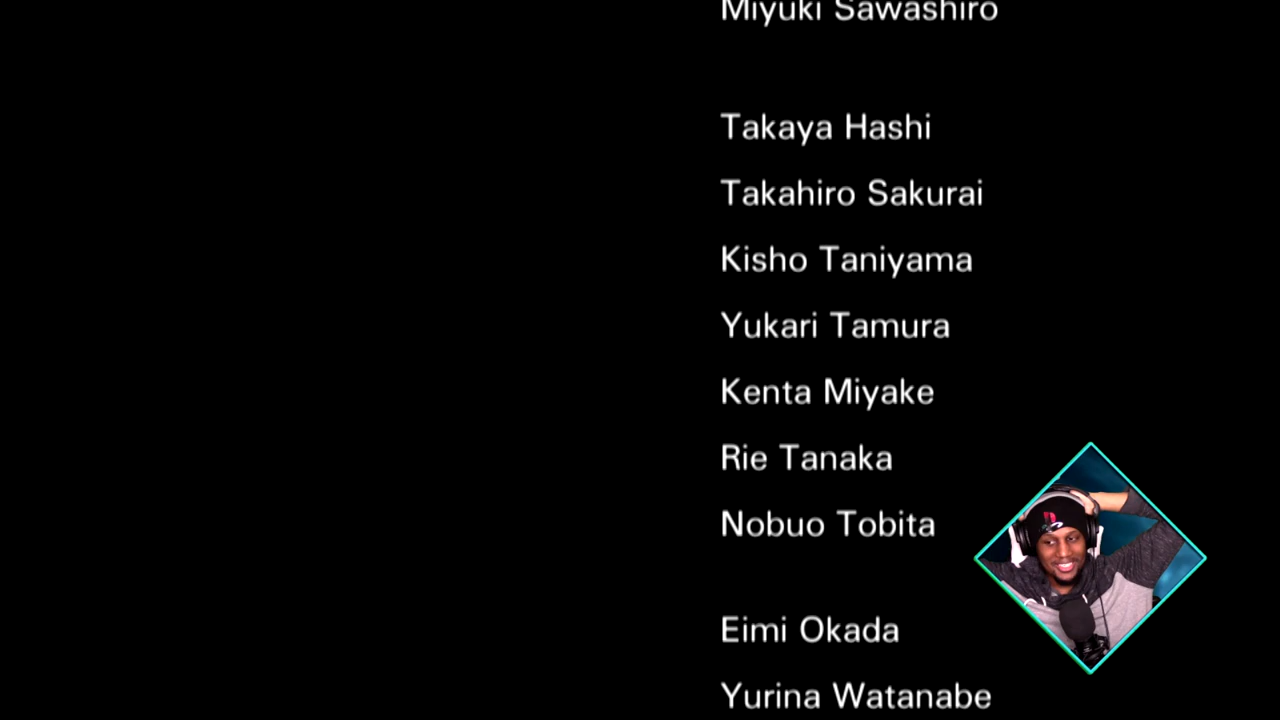 Miyuki Sawashiro
Takaya Hashi
Takahiro Sakurai
Kisho Taniyama
Yukari Tamura
Kenta Miyake
Rie Tanaka
Nobuo Tobita
Eimi Okada
Yurina Watanabe